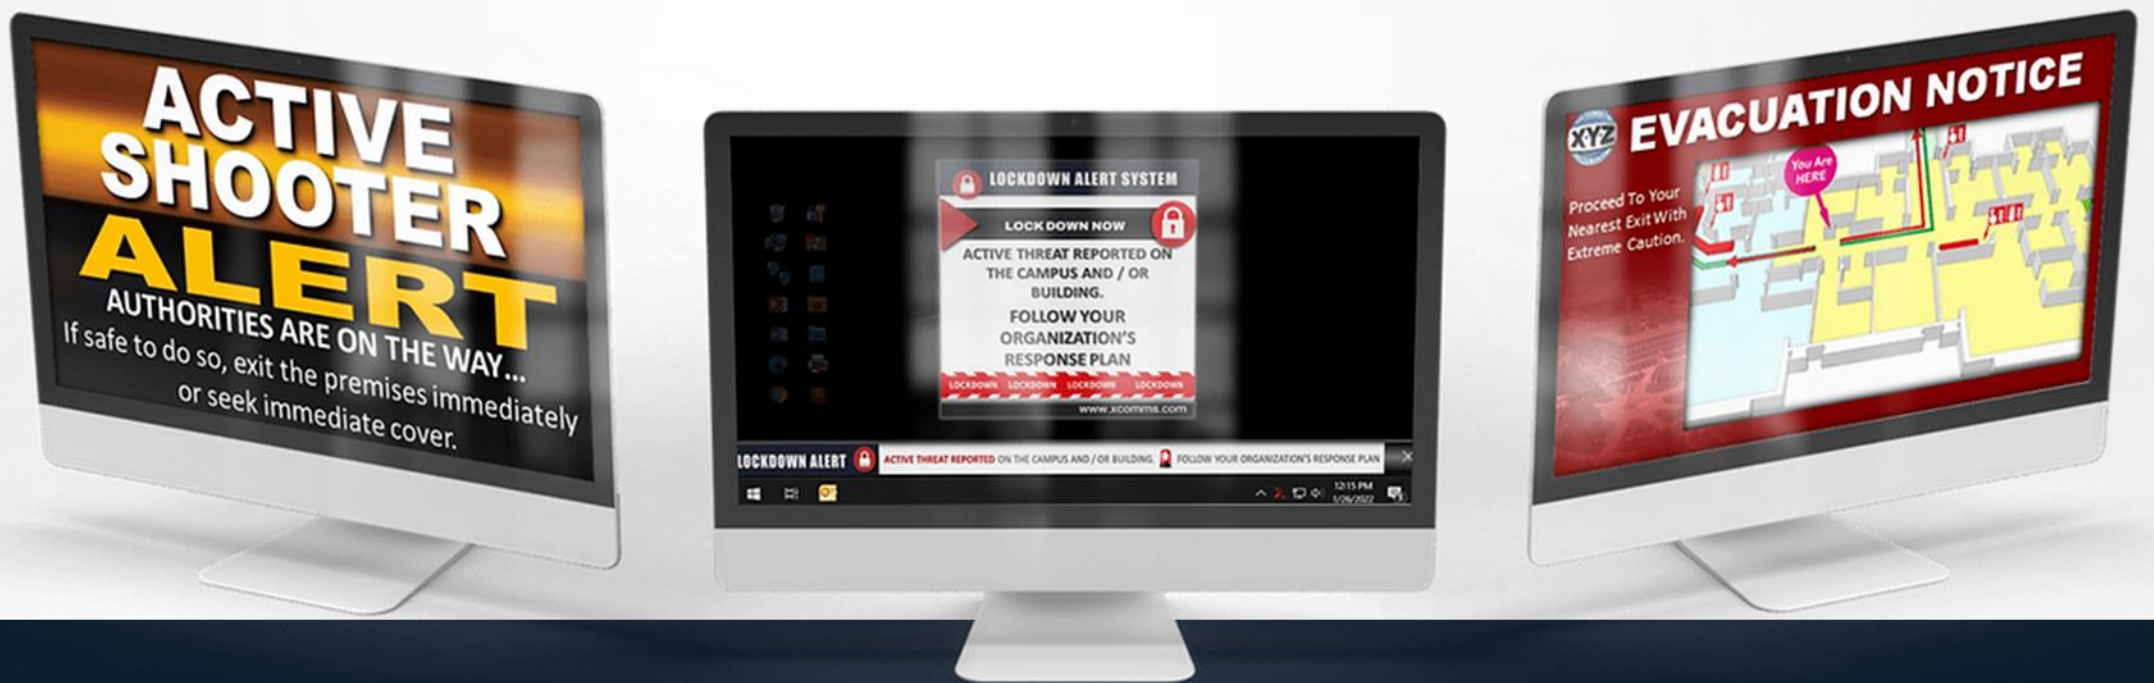 ACTIVE
SHOOTER
ALERT
AUTHORITIES ARE ON THE WAY...
If safe to do so, exit the premises immediately
or seek immediate cover.
LOCKDOWN ALERT SYSTEM
LOCK DOWN NOW
ACTIVE THREAT REPORTED ON
THE CAMPUS AND / OR
BUILDING.
FOLLOW YOUR
ORGANIZATION'S
RESPONSE PLAN
LOCKDOWN LOCKDOWN LOCKDOWN LOCKDOWN
www.xcomms.com
LOCKDOWN ALERT ACTIVE THREAT REPORTED ON THE CAMPUS AND / OR BUILDING. FOLLOW YOUR ORGANIZATION'S RESPONSE PLAN
12:15 PM
1/26/2022
XYZ
EVACUATION NOTICE
Proceed To Your
Nearest Exit With
Extreme Caution.
You Are
HERE